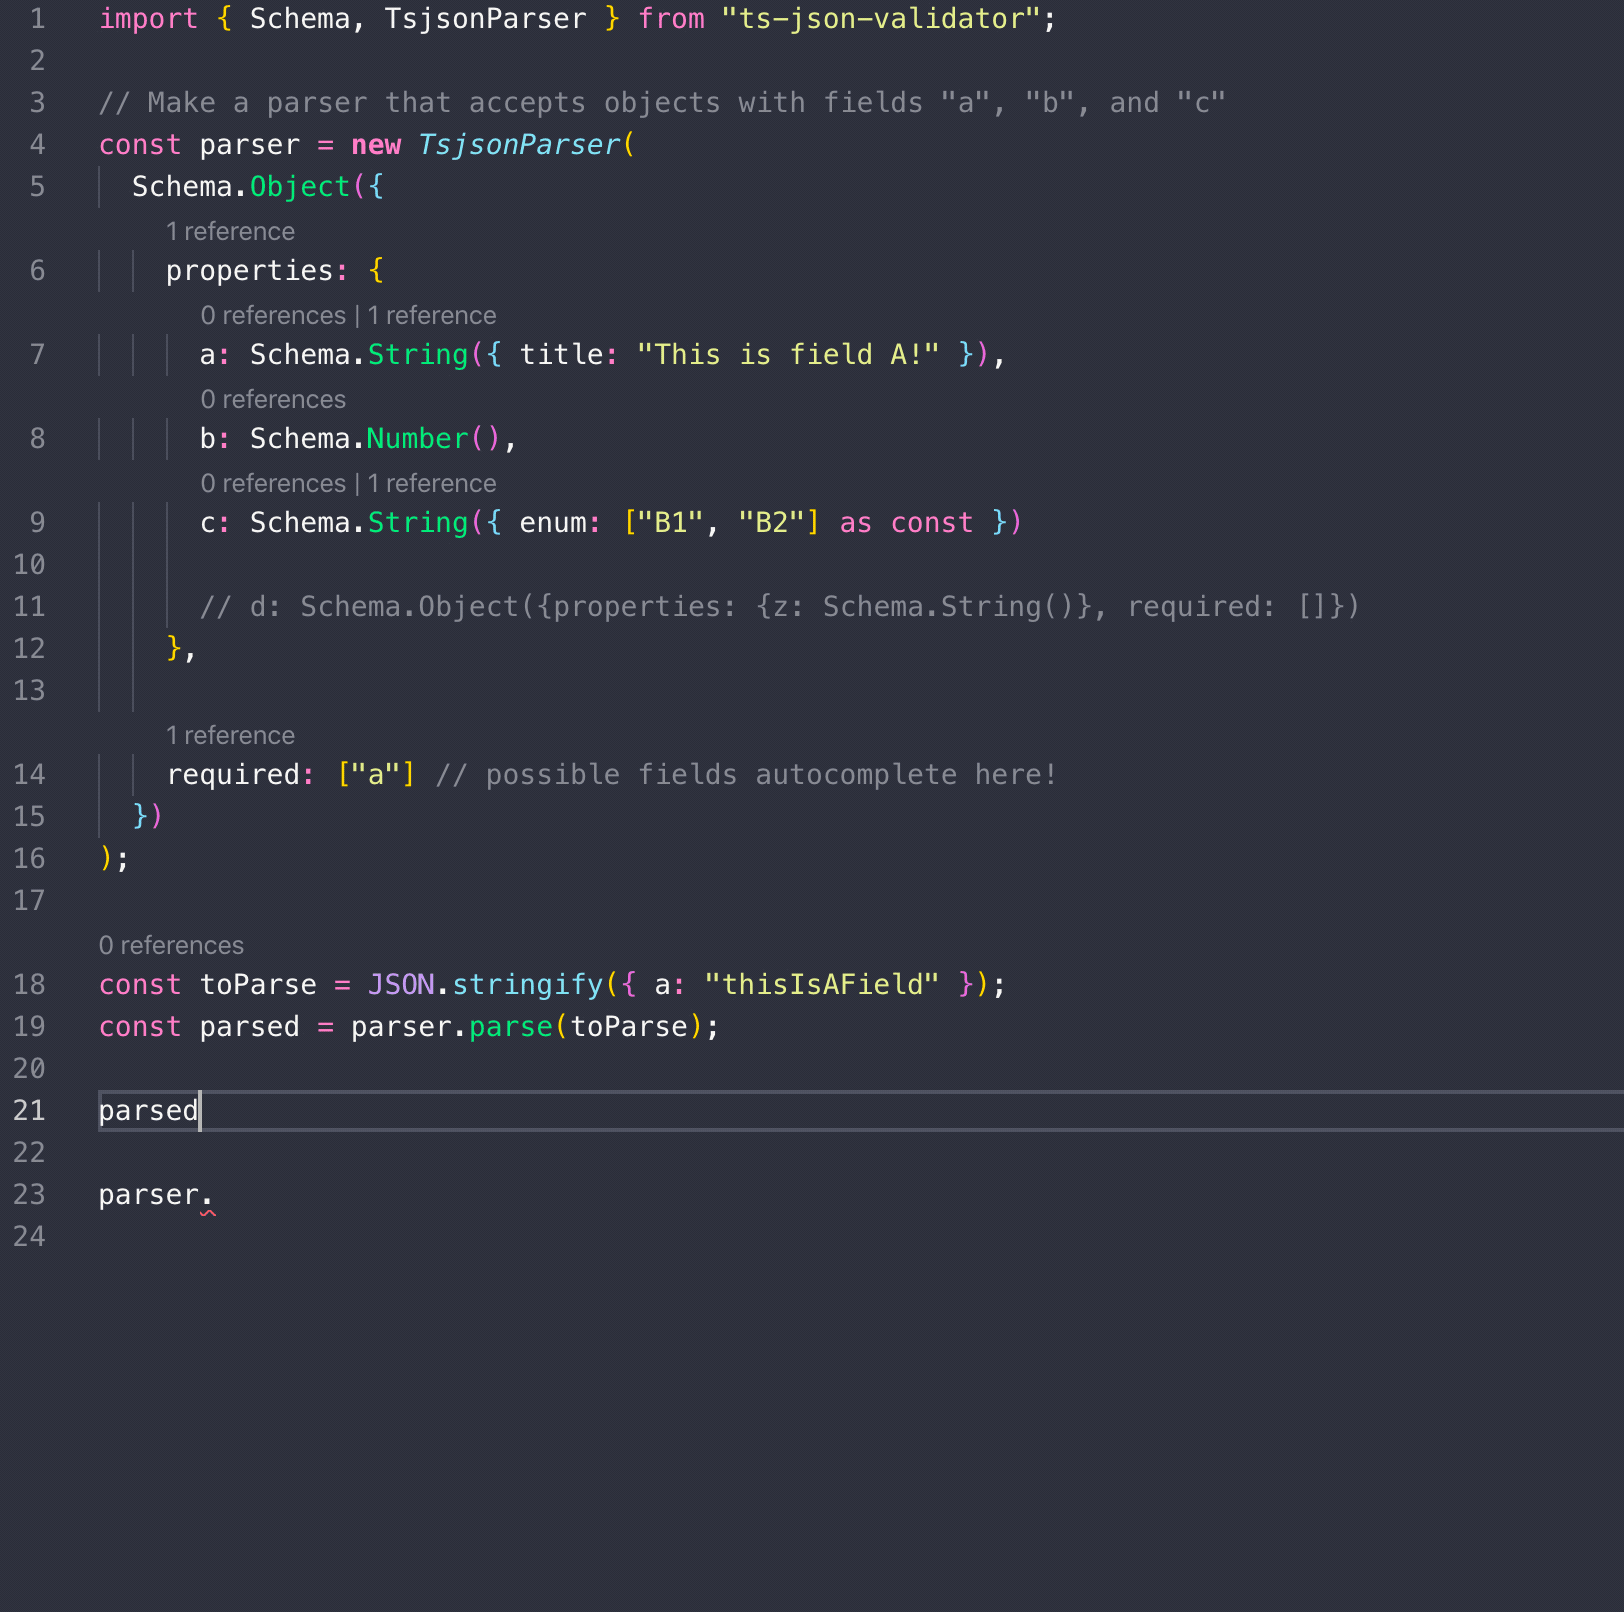 1 import { Schema, TsjsonParser } from "ts-json-validator";
2
3 // Make a parser that accepts objects with fields "a", "b", and "c"
4 const parser = new TsjsonParser(
5 Schema.Object({
1 reference
6 properties: {
0 references | 1 reference
7 a: Schema.String({ title: "This is field A!" }),
0 references
8 b: Schema.Number(),
0 references | 1 reference
9 c: Schema.String({ enum: ["B1", "B2"] as const })
10
11 // d: Schema.Object({properties: {z: Schema.String()}, required: []})
12 },
13
1 reference
14 required: ["a"] // possible fields autocomplete here!
15 })
16 );
17
0 references
18 const toParse = JSON.stringify({ a: "thisIsAField" });
19 const parsed = parser.parse(toParse);
20
21 parsed
22
23 parser.
24